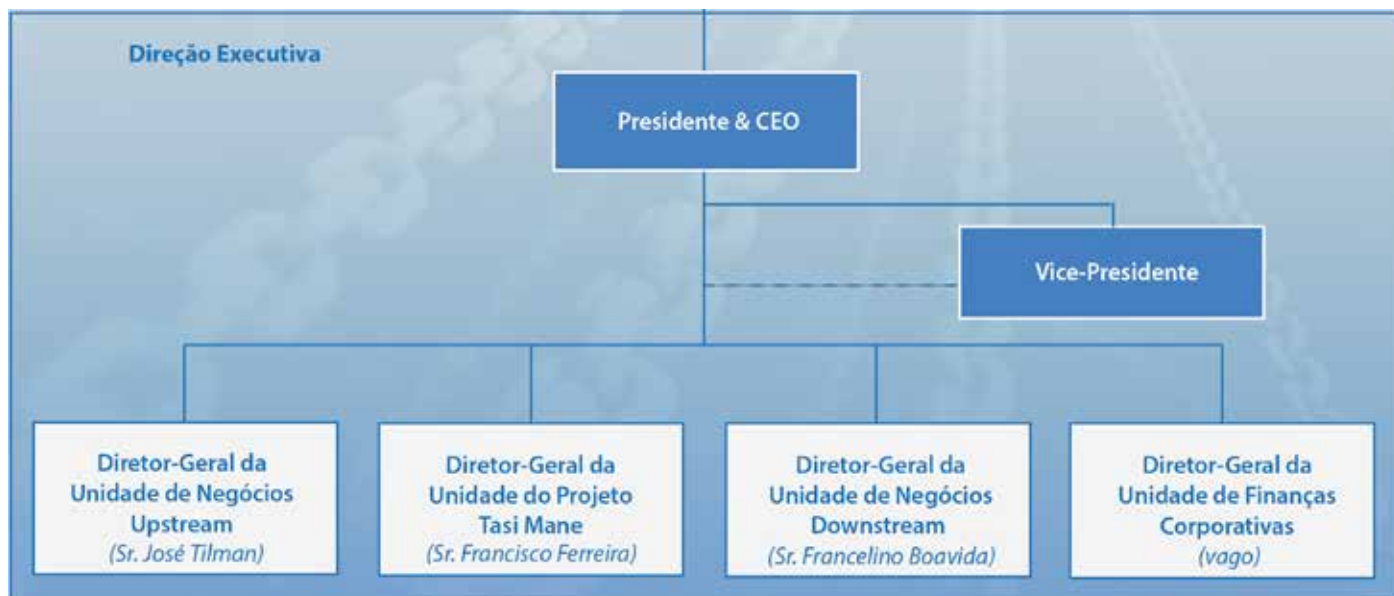 Direção Executiva
Presidente & CEO
Vice-Presidente
Diretor-Geral da
Unidade de Negócios
Upstream
(Sr. José Tilman)
Diretor-Geral da
Unidade do Projeto
Tasi Mane
(Sr. Francisco Ferreira)
Diretor-Geral da
Unidade de Negócios
Downstream
(Sr. Francelino Boavida)
Diretor-Geral da
Unidade de Finanças
Corporativas
(vago)